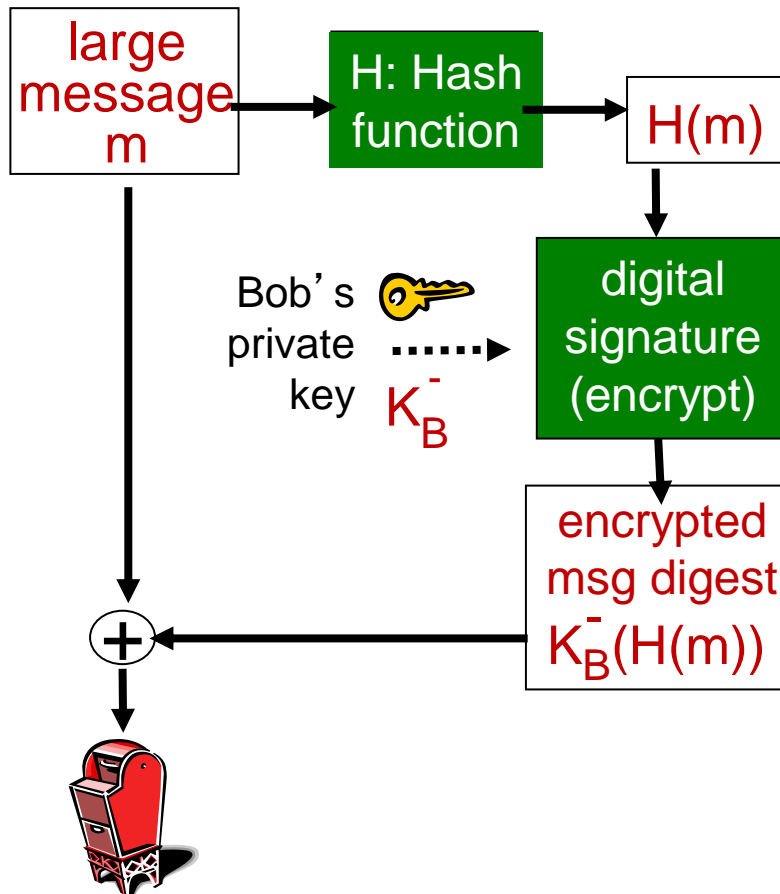 large
message
m
H: Hash
function
H(m)
Bob’s
private
key
K_B^-
digital
signature
(encrypt)
encrypted
msg digest
K_B^-(H(m))
+